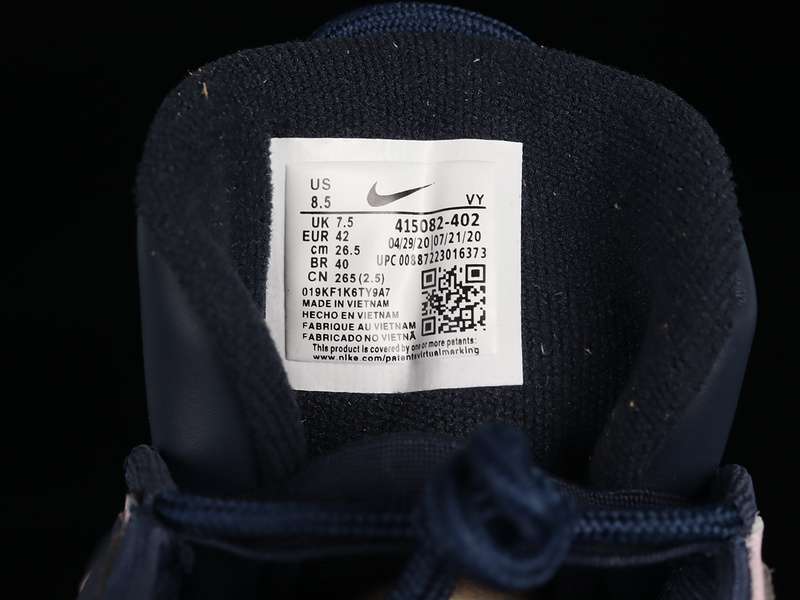 US
8.5 VY
UK 7.5 415082-402
EUR 42 04/29/20|07/21/20
cm 26.5
BR 40 UPC 00887223016373
CN 265 (2.5)
019KF1K6TY9A7
MADE IN VIETNAM
HECHO EN VIETNAM
FABRIQUE AU VIETNAM
FABRICADO NO VIETNÃ
This product is covered by one or more patents:
www.nike.com/patentsvirtualmarking